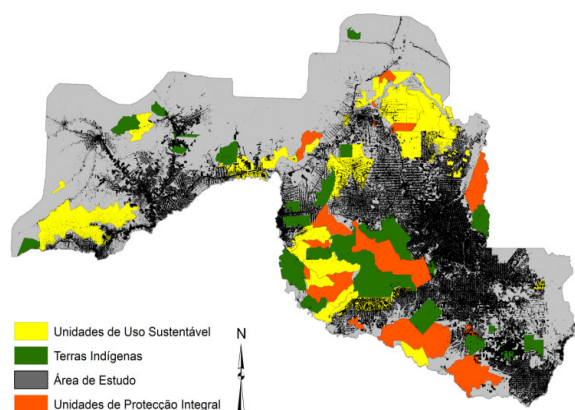 Unidades de Uso Sustentável
Terras Indígenas
Área de Estudo
Unidades de Protecção Integral
N